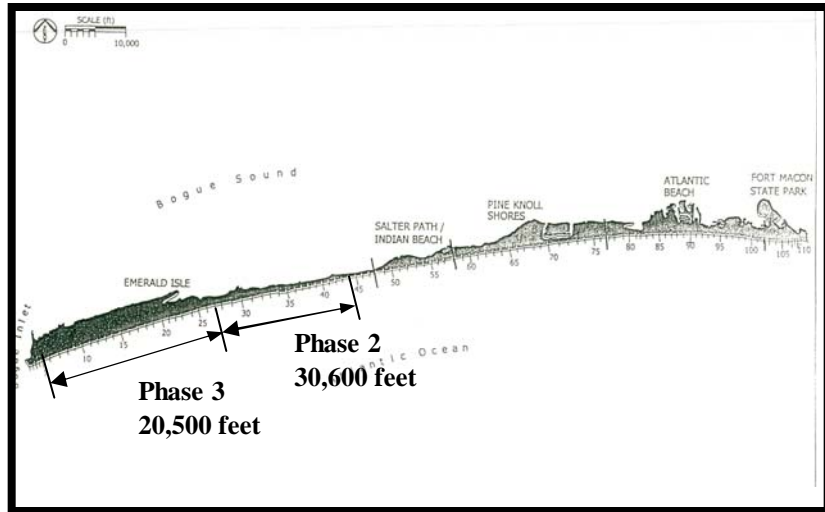 SCALE (ft)
0 10,000
Bogue Sound
ATLANTIC
BEACH
FORT MACON
STATE PARK
PINE KNOLL
SHORES
SALTER PATH /
INDIAN BEACH
EMERALD ISLE
10 20 25 30 35 40 45 50 55 60 65 70 75 80 85 90 95 100 105 110
Inlet
Phase 2
30,600 feet
Ocean
Phase 3
20,500 feet